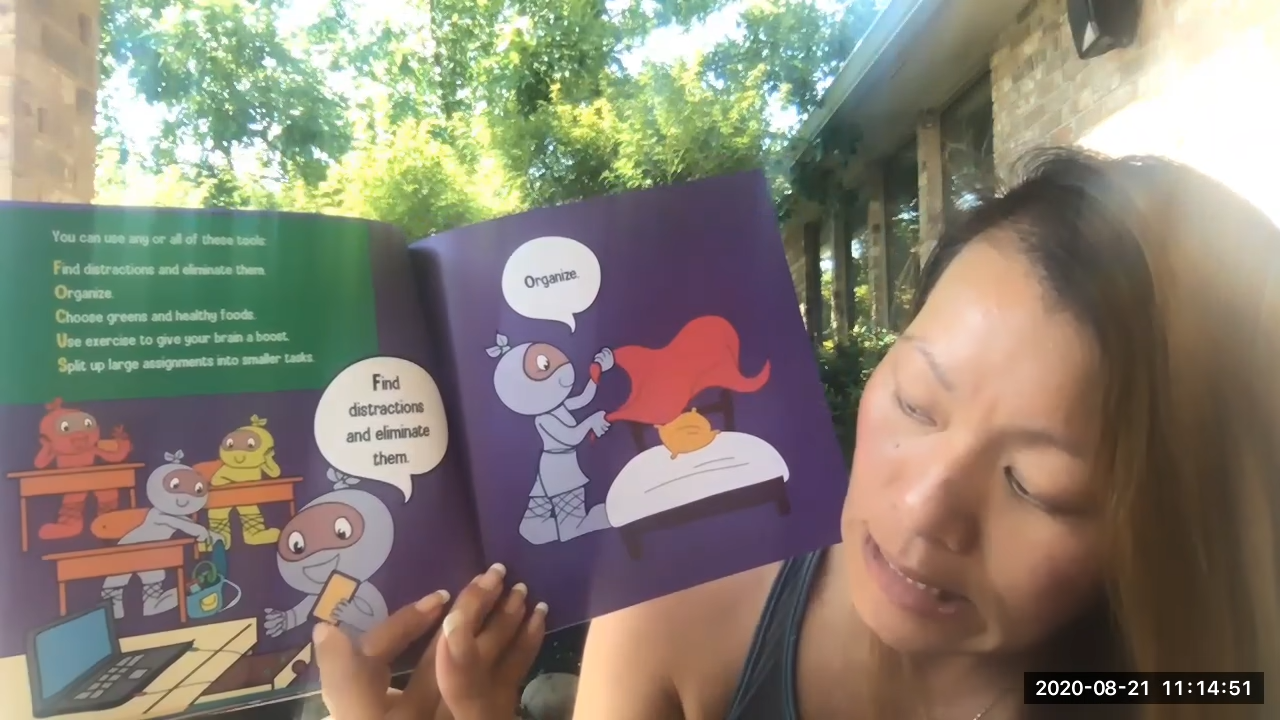 You can use any or all of these tools:
Find distractions and eliminate them.
Organize.
Choose greens and healthy foods.
Use exercise to give your brain a boost.
Split up large assignments into smaller tasks.
Find
distractions
and eliminate
them.
Organize.
2020-08-21 11:14:51